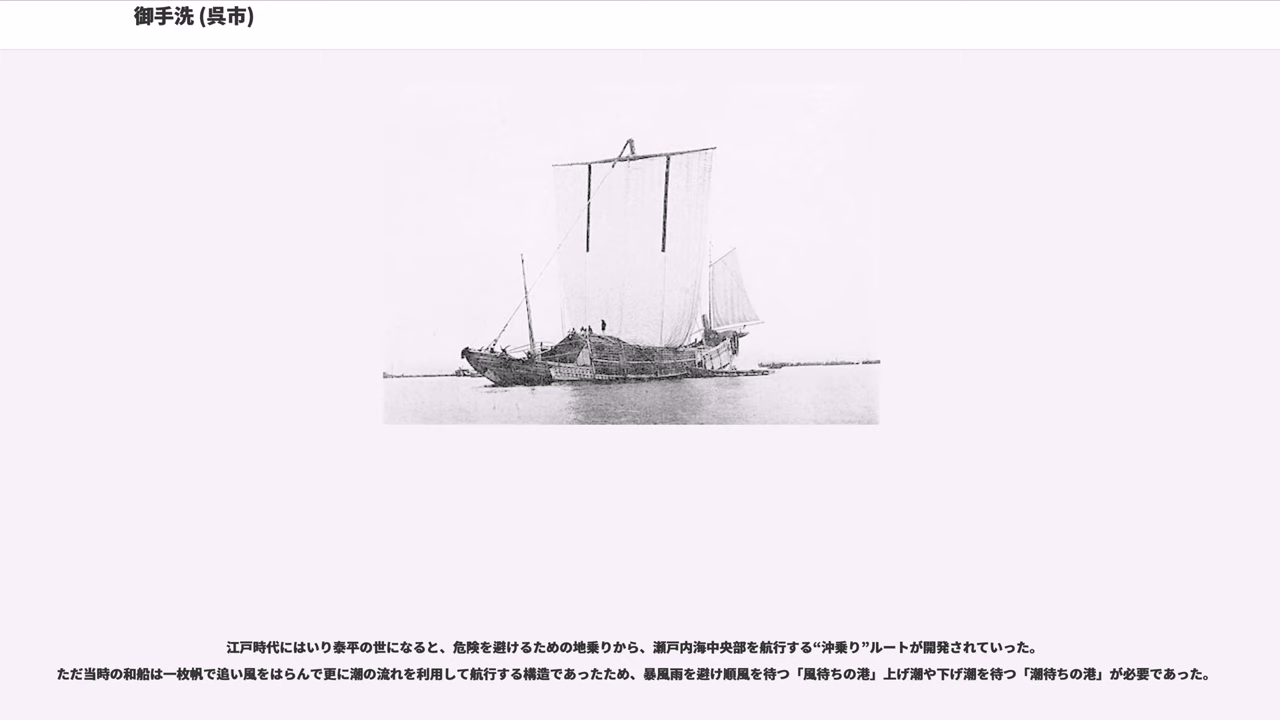 御手洗 (呉市)
江戸時代にはいり泰平の世になると、危険を避けるための地乗りから、瀬戸内海中央部を航行する“沖乗り”ルートが開発されていった。
ただ当時の和船は一枚帆で追い風をはらんで更に潮の流れを利用して航行する構造であったため、暴風雨を避け順風を待つ「風待ちの港」上げ潮や下げ潮を待つ「潮待ちの港」が必要であった。